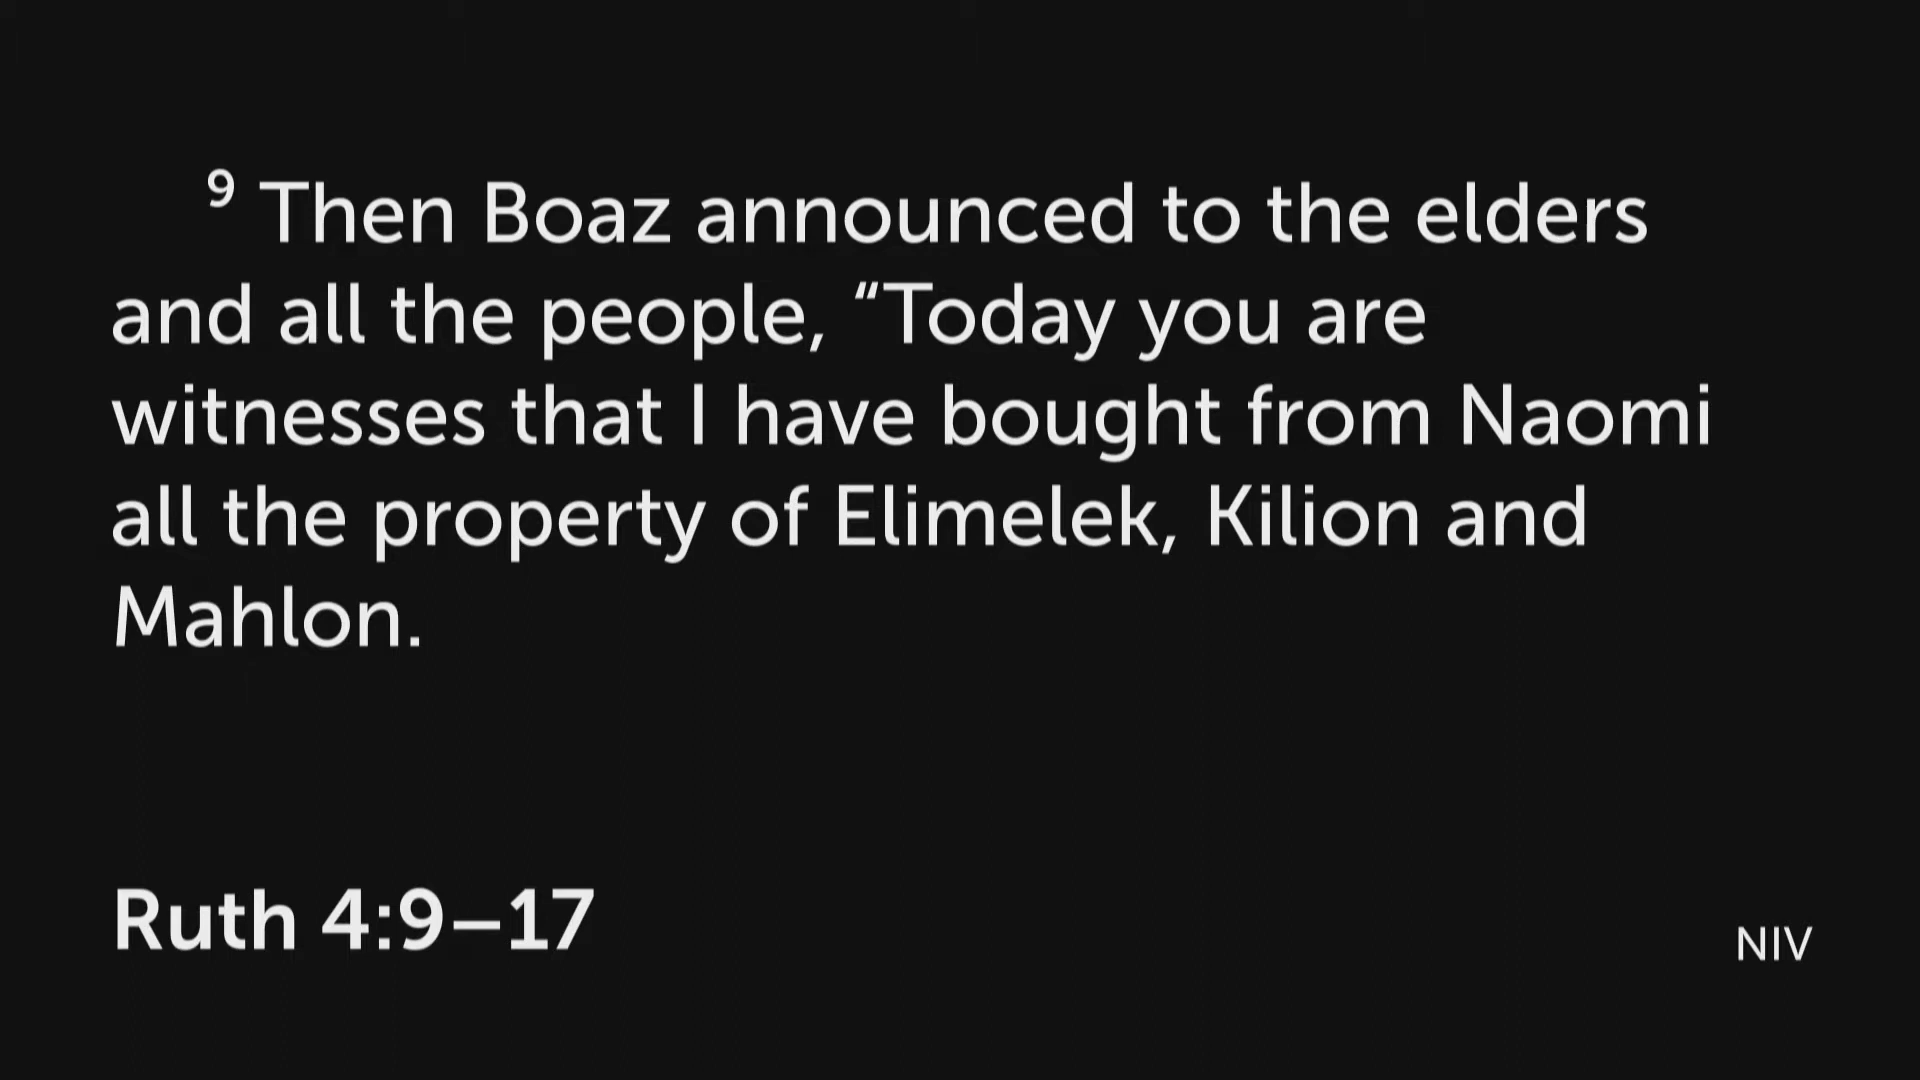 ⁹ Then Boaz announced to the elders
and all the people, “Today you are
witnesses that I have bought from Naomi
all the property of Elimelek, Kilion and
Mahlon.
Ruth 4:9–17
NIV